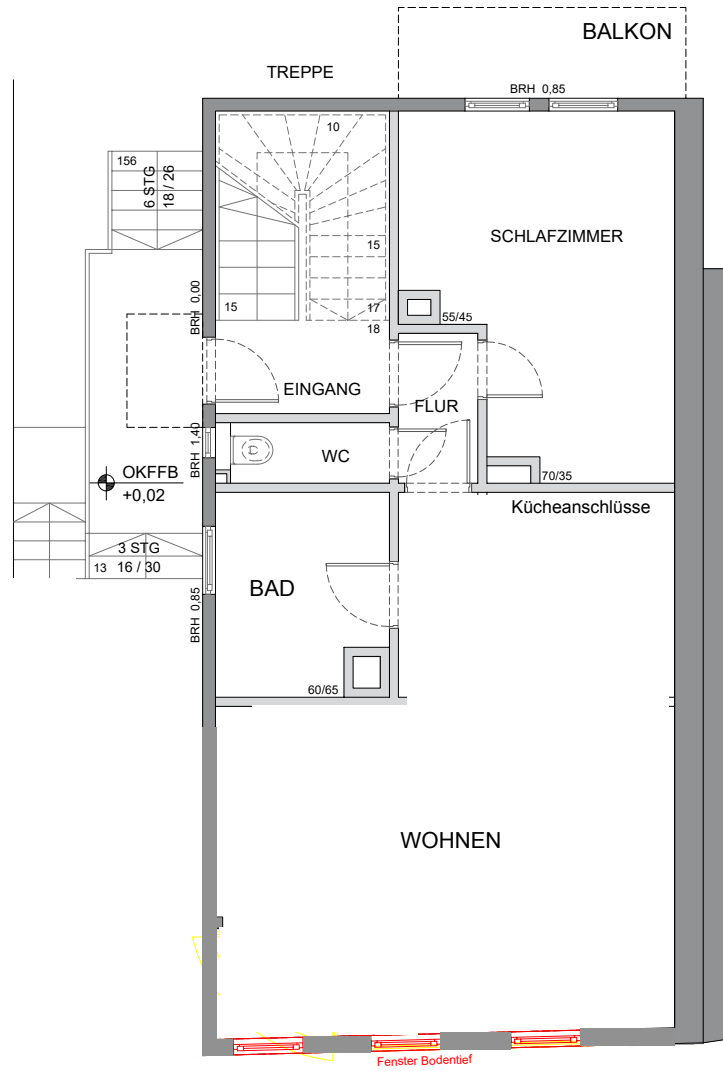 BALKON
TREPPE
BRH 0,85
10
156
6 STG
18 / 26
SCHLAFZIMMER
15
BRH 0,00
15
17
18
55/45
EINGANG
FLUR
BRH 1,40
WC
OKFFB
+0,02
70/35
Kücheanschlüsse
3 STG
13 16 / 30
BAD
BRH 0,85
60/65
WOHNEN
Fenster Bodentief